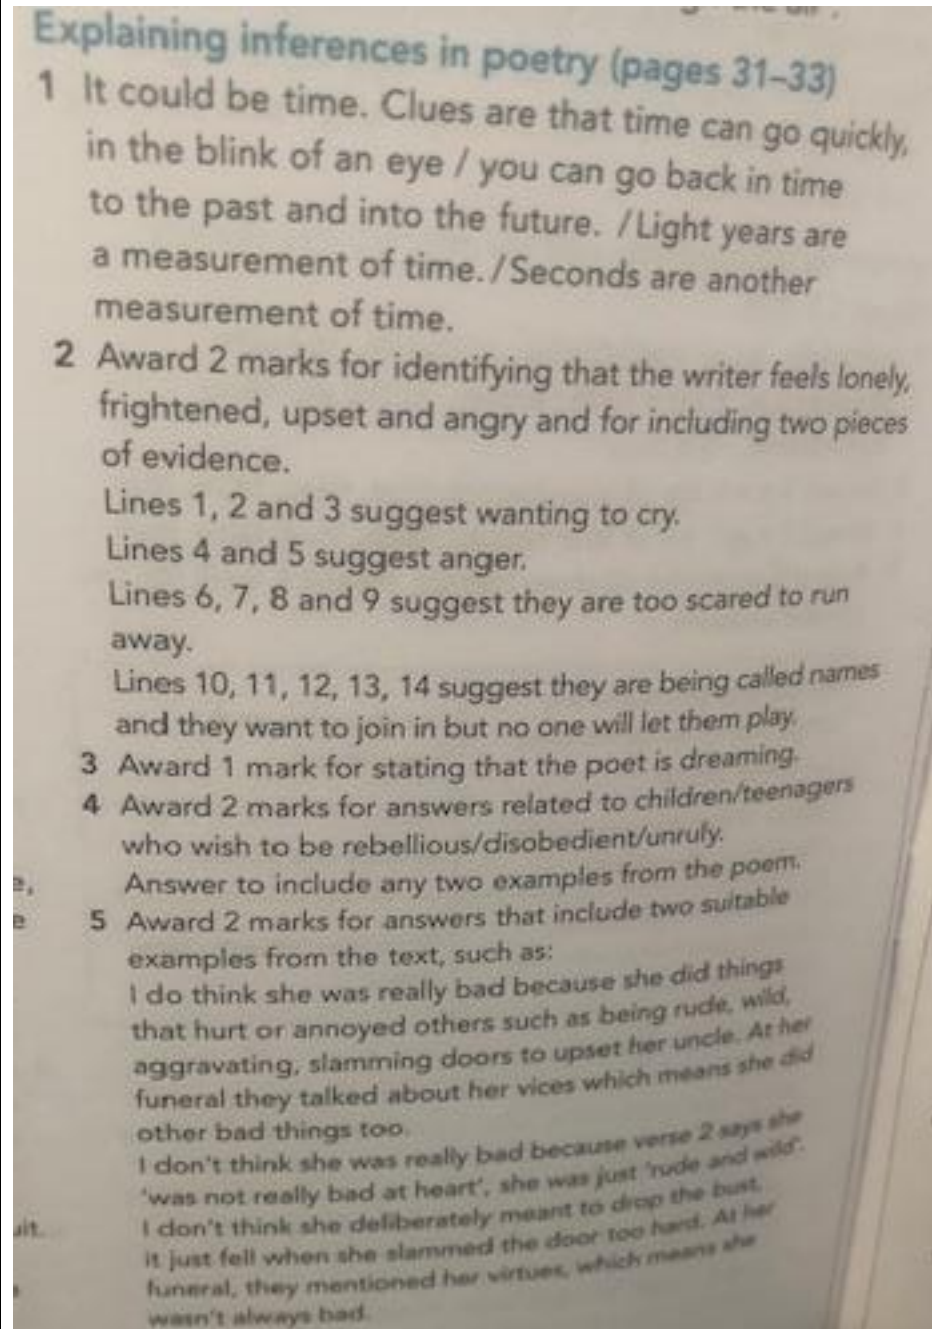 Explaining inferences in poetry (pages 31–33)
1 It could be time. Clues are that time can go quickly,
in the blink of an eye / you can go back in time
to the past and into the future. / Light years are
a measurement of time. / Seconds are another
measurement of time.
2 Award 2 marks for identifying that the writer feels lonely,
frightened, upset and angry and for including two pieces
of evidence.
Lines 1, 2 and 3 suggest wanting to cry.
Lines 4 and 5 suggest anger.
Lines 6, 7, 8 and 9 suggest they are too scared to run
away.
Lines 10, 11, 12, 13, 14 suggest they are being called names
and they want to join in but no one will let them play.
3 Award 1 mark for stating that the poet is dreaming.
4 Award 2 marks for answers related to children/teenagers
who wish to be rebellious/disobedient/unruly.
Answer to include any two examples from the poem.
5 Award 2 marks for answers that include two suitable
examples from the text, such as:
I do think she was really bad because she did things
that hurt or annoyed others such as being rude, wild,
aggravating, slamming doors to upset her uncle. At her
funeral they talked about her vices which means she did
other bad things too.
I don't think she was really bad because verse 2 says she
'was not really bad at heart', she was just 'rude and wild'.
I don't think she deliberately meant to drop the bust,
it just fell when she slammed the door too hard. At her
funeral, they mentioned her virtues, which means she
wasn't always bad.